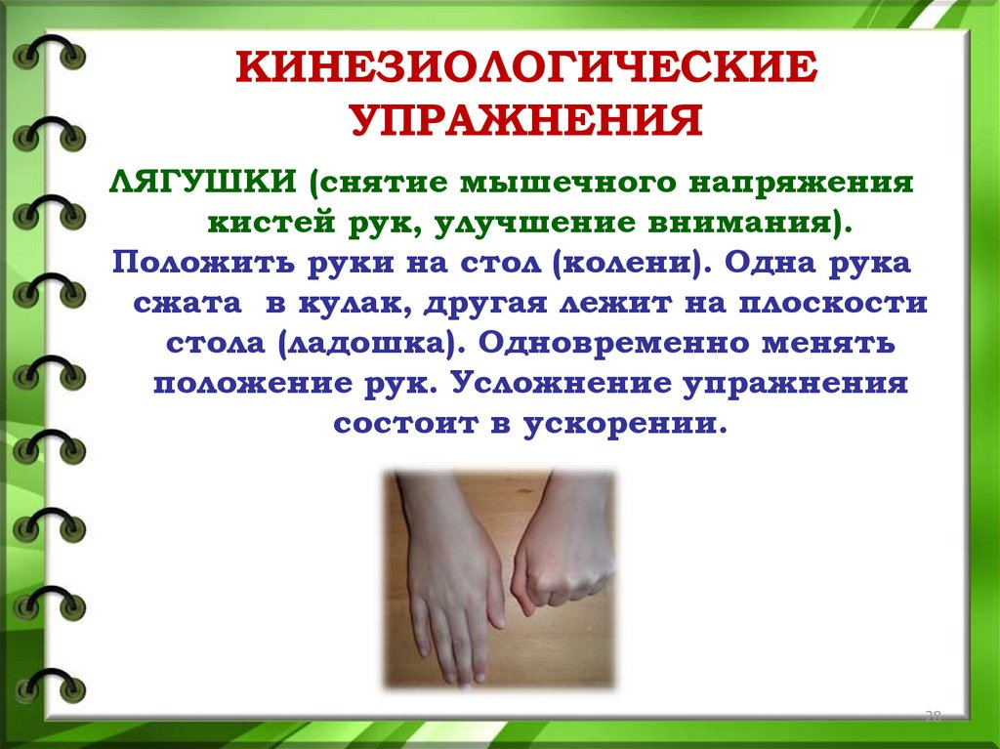 КИНЕЗИОЛОГИЧЕСКИЕ
УПРАЖНЕНИЯ
ЛЯГУШКИ (снятие мышечного напряжения
кистей рук, улучшение внимания).
Положить руки на стол (колени). Одна рука
сжата в кулак, другая лежит на плоскости
стола (ладошка). Одновременно менять
положение рук. Усложнение упражнения
состоит в ускорении.
28